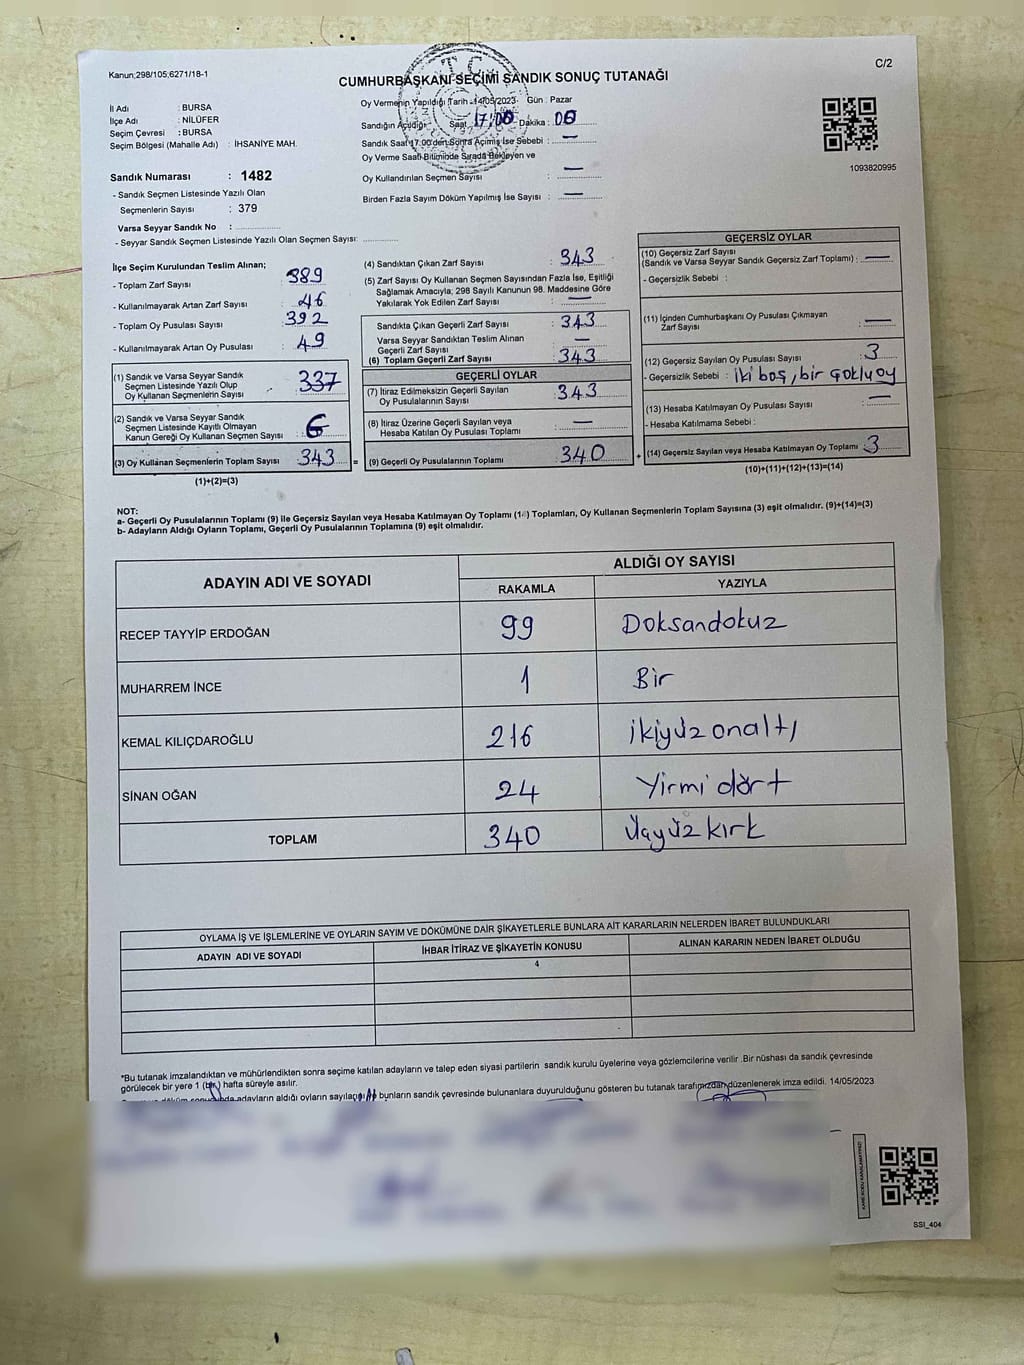 Kanun;298/105;6271/18-1
C/2
T.C
CUMHURBAŞKANI SEÇİMİ SANDIK SONUÇ TUTANAĞI
İl Adı : BURSA
İlçe Adı : NİLÜFER
Seçim Çevresi : BURSA
Seçim Bölgesi (Mahalle Adı) : İHSANİYE MAH.
Oy Vermenin Yapıldığı Tarih :14/05/2023 Gün : Pazar
Sandığın Açıldığı Saat 17:00 Dakika : 06
Sandık Saat 17:00'den Sonra Açılmış İse Sebebi : —
Oy Verme Saati Bitiminde Sırada Bekleyen ve
Oy Kullandırılan Seçmen Sayısı : —
Birden Fazla Sayım Döküm Yapılmış İse Sayısı : —
1093820995
Sandık Numarası : 1482
- Sandık Seçmen Listesinde Yazılı Olan
Seçmenlerin Sayısı : 379
Varsa Seyyar Sandık No :
- Seyyar Sandık Seçmen Listesinde Yazılı Olan Seçmen Sayısı:
İlçe Seçim Kurulundan Teslim Alınan;
- Toplam Zarf Sayısı : 389
- Kullanılmayarak Artan Zarf Sayısı : 46
- Toplam Oy Pusulası Sayısı : 392
- Kullanılmayarak Artan Oy Pusulası : 49
(1) Sandık ve Varsa Seyyar Sandık
Seçmen Listesinde Yazılı Olup
Oy Kullanan Seçmenlerin Sayısı : 337
(2) Sandık ve Varsa Seyyar Sandık
Seçmen Listesinde Kayıtlı Olmayan
Kanun Gereği Oy Kullanan Seçmen Sayısı : 6
(3) Oy Kullanan Seçmenlerin Toplam Sayısı 343
(1)+(2)=(3)
(4) Sandıktan Çıkan Zarf Sayısı : 343
(5) Zarf Sayısı Oy Kullanan Seçmen Sayısından Fazla İse, Eşitliği
Sağlamak Amacıyla; 298 Sayılı Kanunun 98. Maddesine Göre
Yakılarak Yok Edilen Zarf Sayısı : —
Sandıkta Çıkan Geçerli Zarf Sayısı : 343
Varsa Seyyar Sandıktan Teslim Alınan
Geçerli Zarf Sayısı : —
(6) Toplam Geçerli Zarf Sayısı : 343
GEÇERLİ OYLAR
(7) İtiraz Edilmeksizin Geçerli Sayılan
Oy Pusulalarının Sayısı : 343
(8) İtiraz Üzerine Geçerli Sayılan veya
Hesaba Katılan Oy Pusulası Toplamı : —
= (9) Geçerli Oy Pusulalarının Toplamı : 340
GEÇERSİZ OYLAR
(10) Geçersiz Zarf Sayısı
(Sandık ve Varsa Seyyar Sandık Geçersiz Zarf Toplamı) : —
- Geçersizlik Sebebi :
(11) İçinden Cumhurbaşkanı Oy Pusulası Çıkmayan
Zarf Sayısı : —
(12) Geçersiz Sayılan Oy Pusulası Sayısı : 3
- Geçersizlik Sebebi : iki boş, bir çoklu oy
(13) Hesaba Katılmayan Oy Pusulası Sayısı : —
- Hesaba Katılmama Sebebi :
+ (14) Geçersiz Sayılan veya Hesaba Katılmayan Oy Toplamı : 3
(10)+(11)+(12)+(13)=(14)
NOT:
a- Geçerli Oy Pusulalarının Toplamı (9) ile Geçersiz Sayılan veya Hesaba Katılmayan Oy Toplamı (14) Toplamları, Oy Kullanan Seçmenlerin Toplam Sayısına (3) eşit olmalıdır. (9)+(14)=(3)
b- Adayların Aldığı Oyların Toplamı, Geçerli Oy Pusulalarının Toplamına (9) eşit olmalıdır.
ADAYIN ADI VE SOYADI
ALDIĞI OY SAYISI
RAKAMLA YAZIYLA
RECEP TAYYİP ERDOĞAN 99 Doksandokuz
MUHARREM İNCE 1 Bir
KEMAL KILIÇDAROĞLU 216 ikiyüz onaltı
SİNAN OĞAN 24 Yirmi dört
TOPLAM 340 üçyüz kırk
OYLAMA İŞ VE İŞLEMLERİNE VE OYLARIN SAYIM VE DÖKÜMÜNE DAİR ŞİKAYETLERLE BUNLARA AİT KARARLARIN NELERDEN İBARET BULUNDUKLARI
ADAYIN ADI VE SOYADI İHBAR İTİRAZ VE ŞİKAYETİN KONUSU ALINAN KARARIN NEDEN İBARET OLDUĞU
4
*Bu tutanak imzalandıktan ve mühürlendikten sonra seçime katılan adayların ve talep eden siyasi partilerin sandık kurulu üyelerine veya gözlemcilerine verilir .Bir nüshası da sandık çevresinde
görülecek bir yere 1 (bir) hafta süreyle asılır.
döküm sonucunda adayların aldığı oyların sayılarını bunların sandık çevresinde bulunanlara duyurulduğunu gösteren bu tutanak tarafımızdan düzenlenerek imza edildi. 14/05/2023
SSI_404